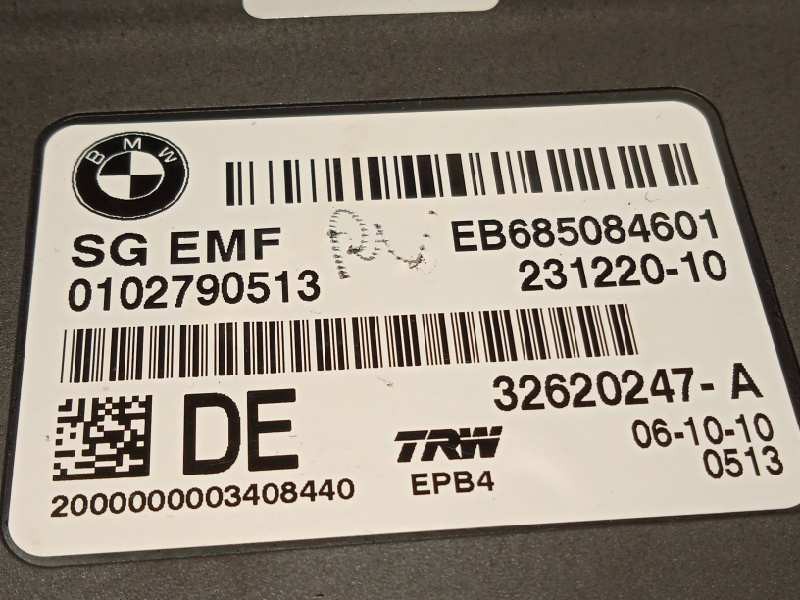 BMW
SG EMF
EB685084601
0102790513
231220-10
32620247-A
DE
TRW
06-10-10
EPB4
0513
2000000003408440